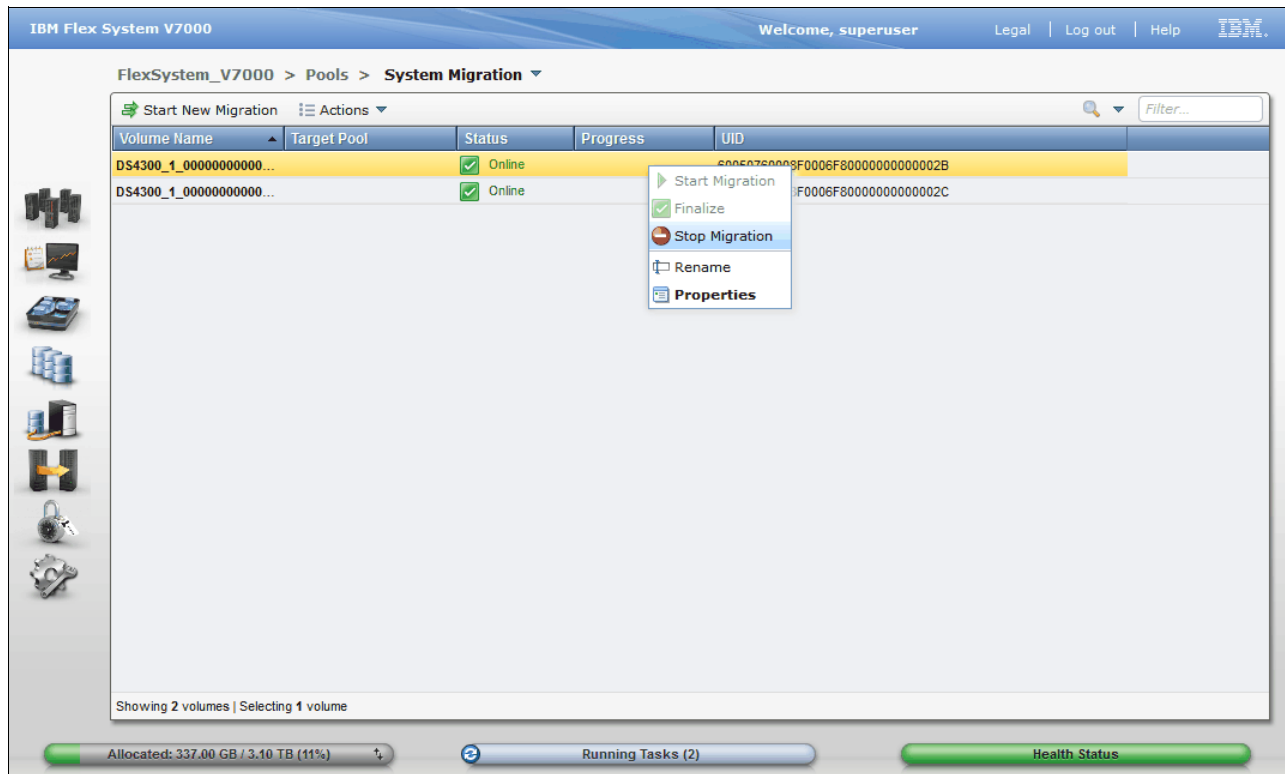 IBM Flex System V7000 Welcome, superuser Legal | Log out | Help IBM.
FlexSystem_V7000 > Pools > System Migration
Start New Migration Actions Filter...
Volume Name Target Pool Status Progress UID
DS4300_1_00000000000... Online 60050760008F0006F80000000000002B
DS4300_1_00000000000... Online F0006F80000000000002C
Start Migration
Finalize
Stop Migration
Rename
Properties
Showing 2 volumes | Selecting 1 volume
Allocated: 337.00 GB / 3.10 TB (11%) Running Tasks (2) Health Status